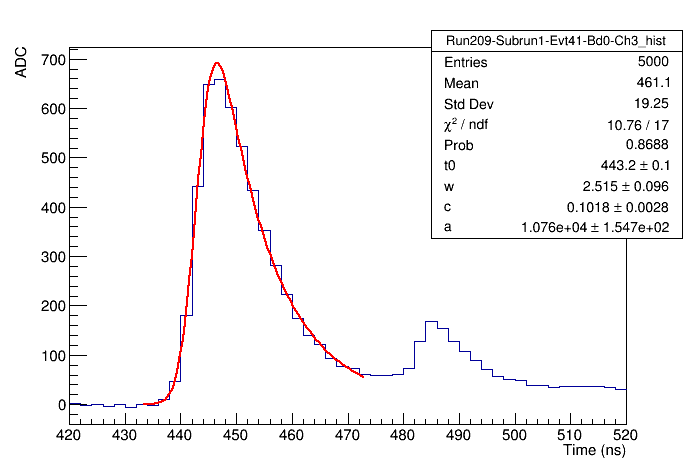 Run209-Subrun1-Evt41-Bd0-Ch3_hist
Entries 5000
Mean 461.1
Std Dev 19.25
χ² / ndf 10.76 / 17
Prob 0.8688
t0 443.2 ± 0.1
w 2.515 ± 0.096
c 0.1018 ± 0.0028
a 1.076e+04 ± 1.547e+02
ADC
700
600
500
400
300
200
100
0
420 430 440 450 460 470 480 490 500 510 520
Time (ns)